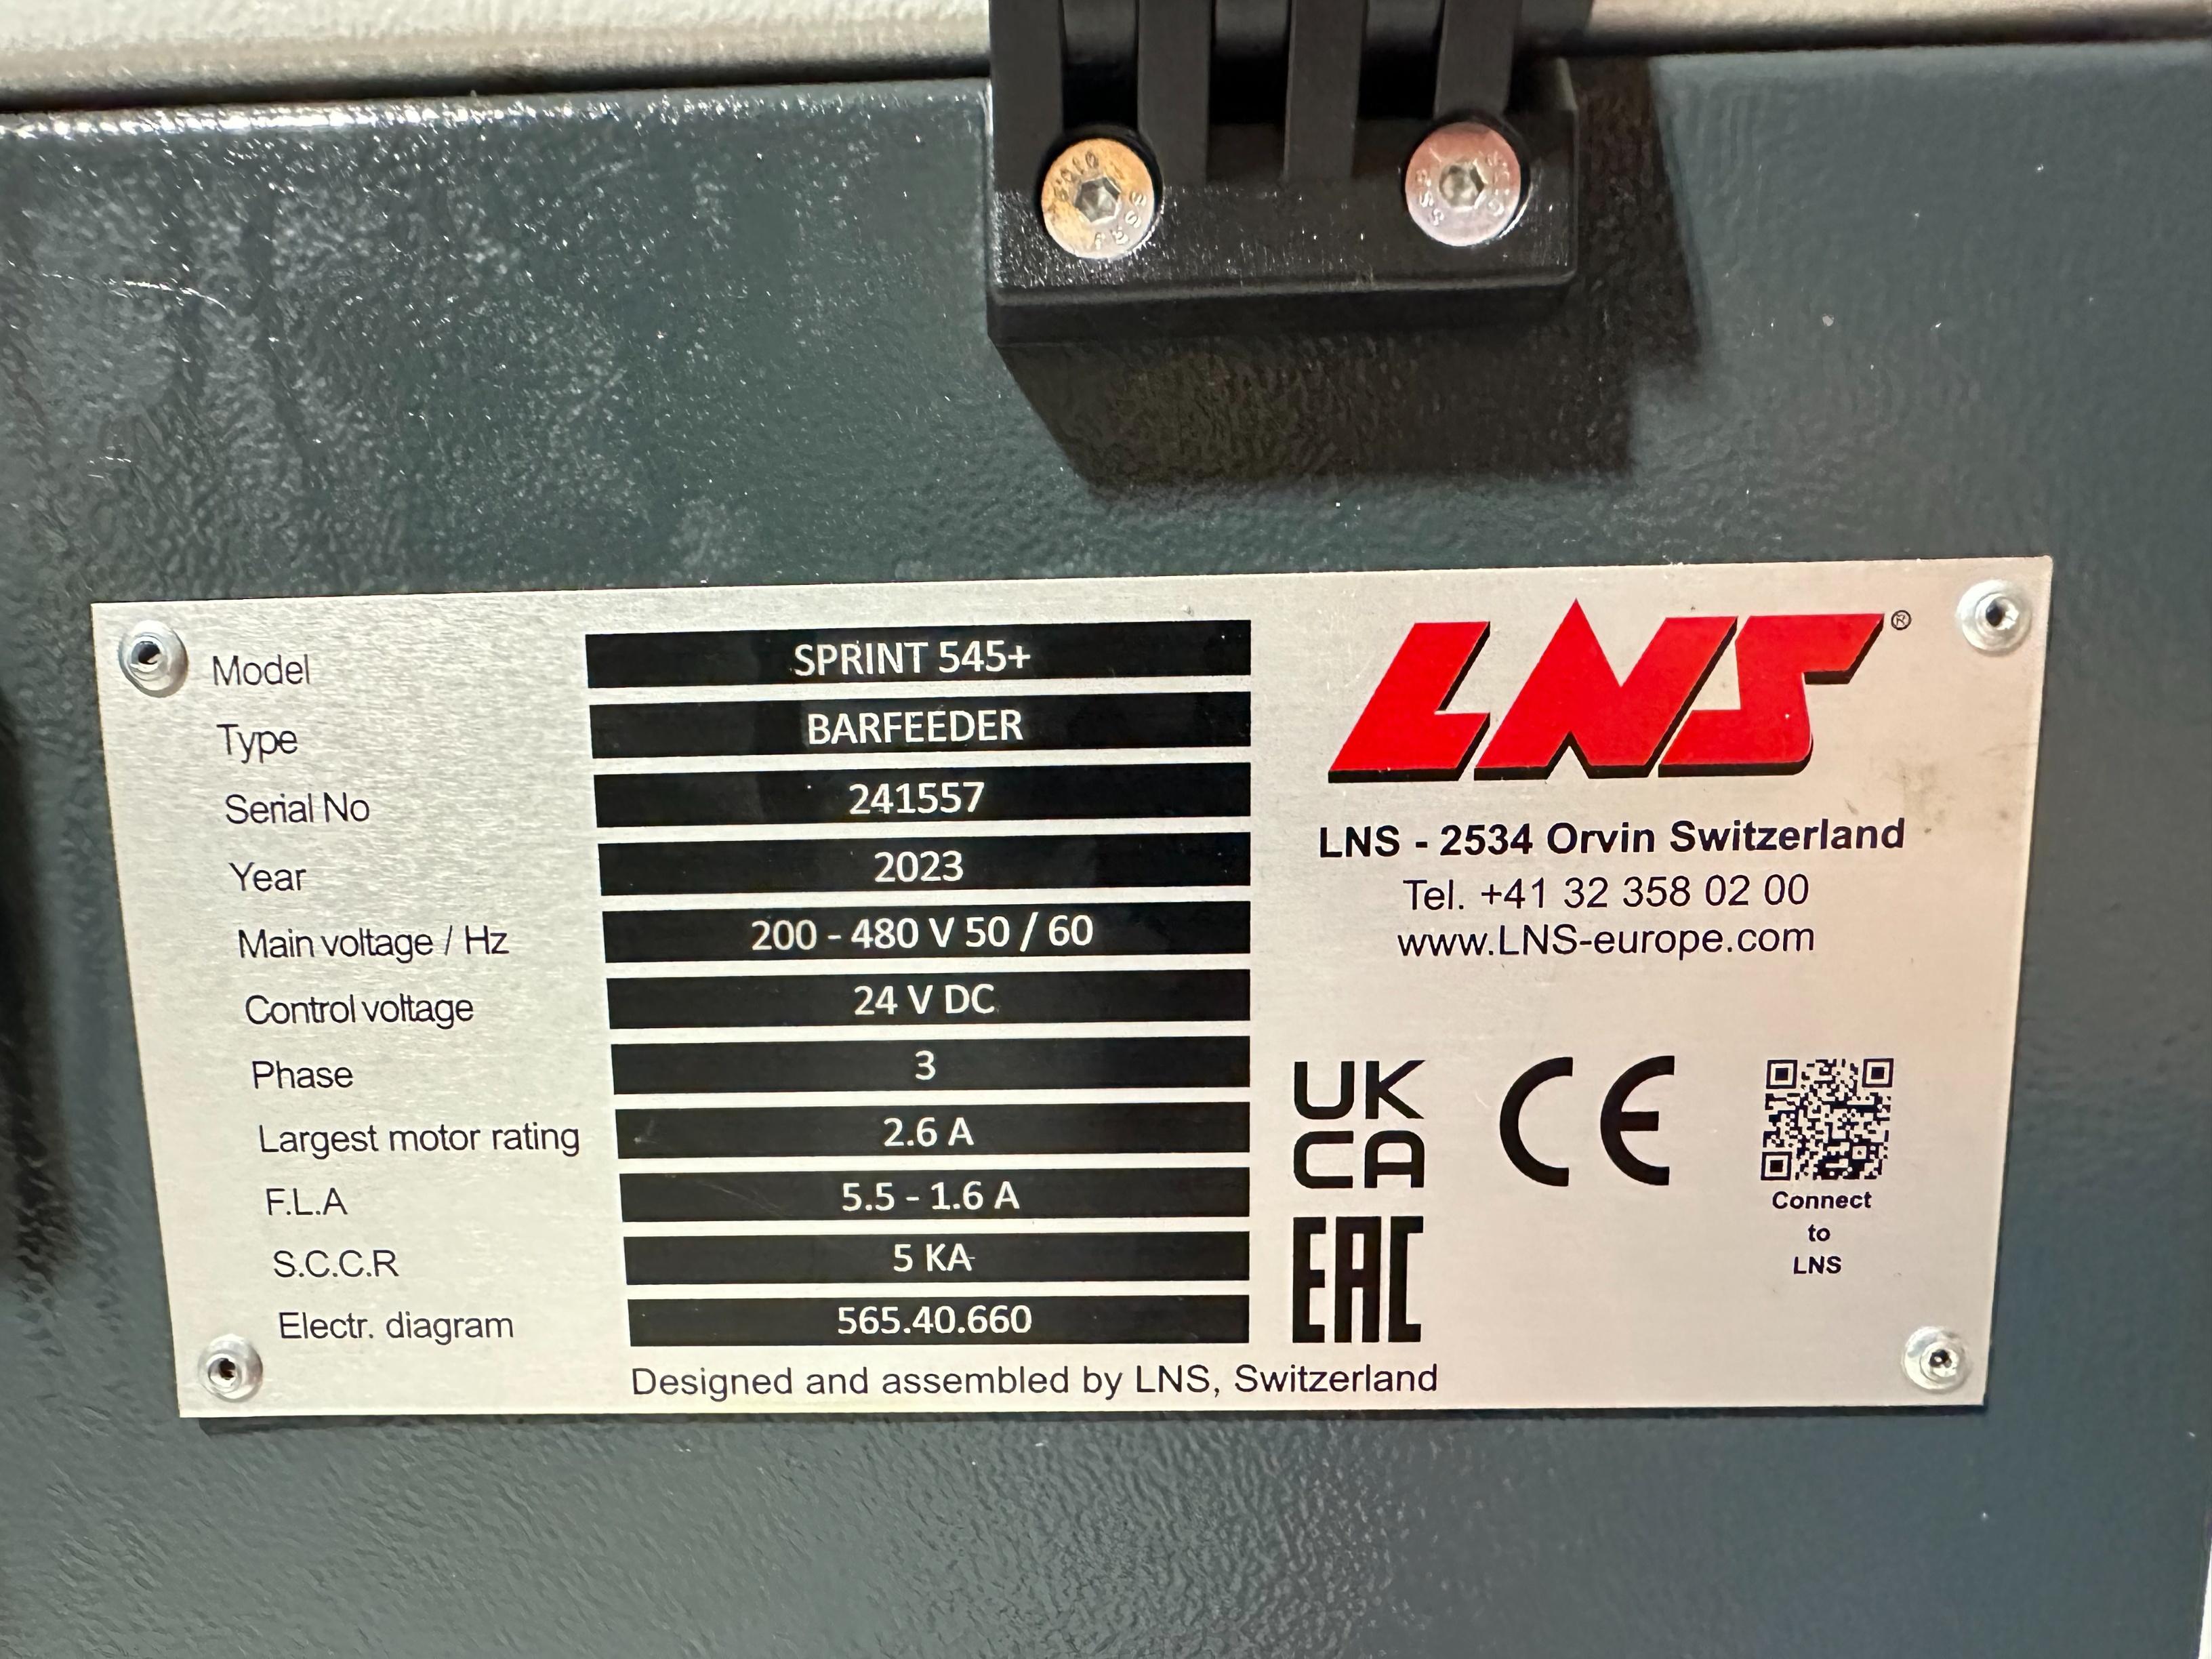 Model SPRINT 545+
Type BARFEEDER
Serial No 241557
Year 2023
Main voltage / Hz 200 - 480 V 50 / 60
Control voltage 24 V DC
Phase 3
Largest motor rating 2.6 A
F.L.A 5.5 - 1.6 A
S.C.C.R 5 KA
Electr. diagram 565.40.660
Designed and assembled by LNS, Switzerland
LNS®
LNS - 2534 Orvin Switzerland
Tel. +41 32 358 02 00
www.LNS-europe.com
UK
CA
CE
EAC
Connect
to
LNS